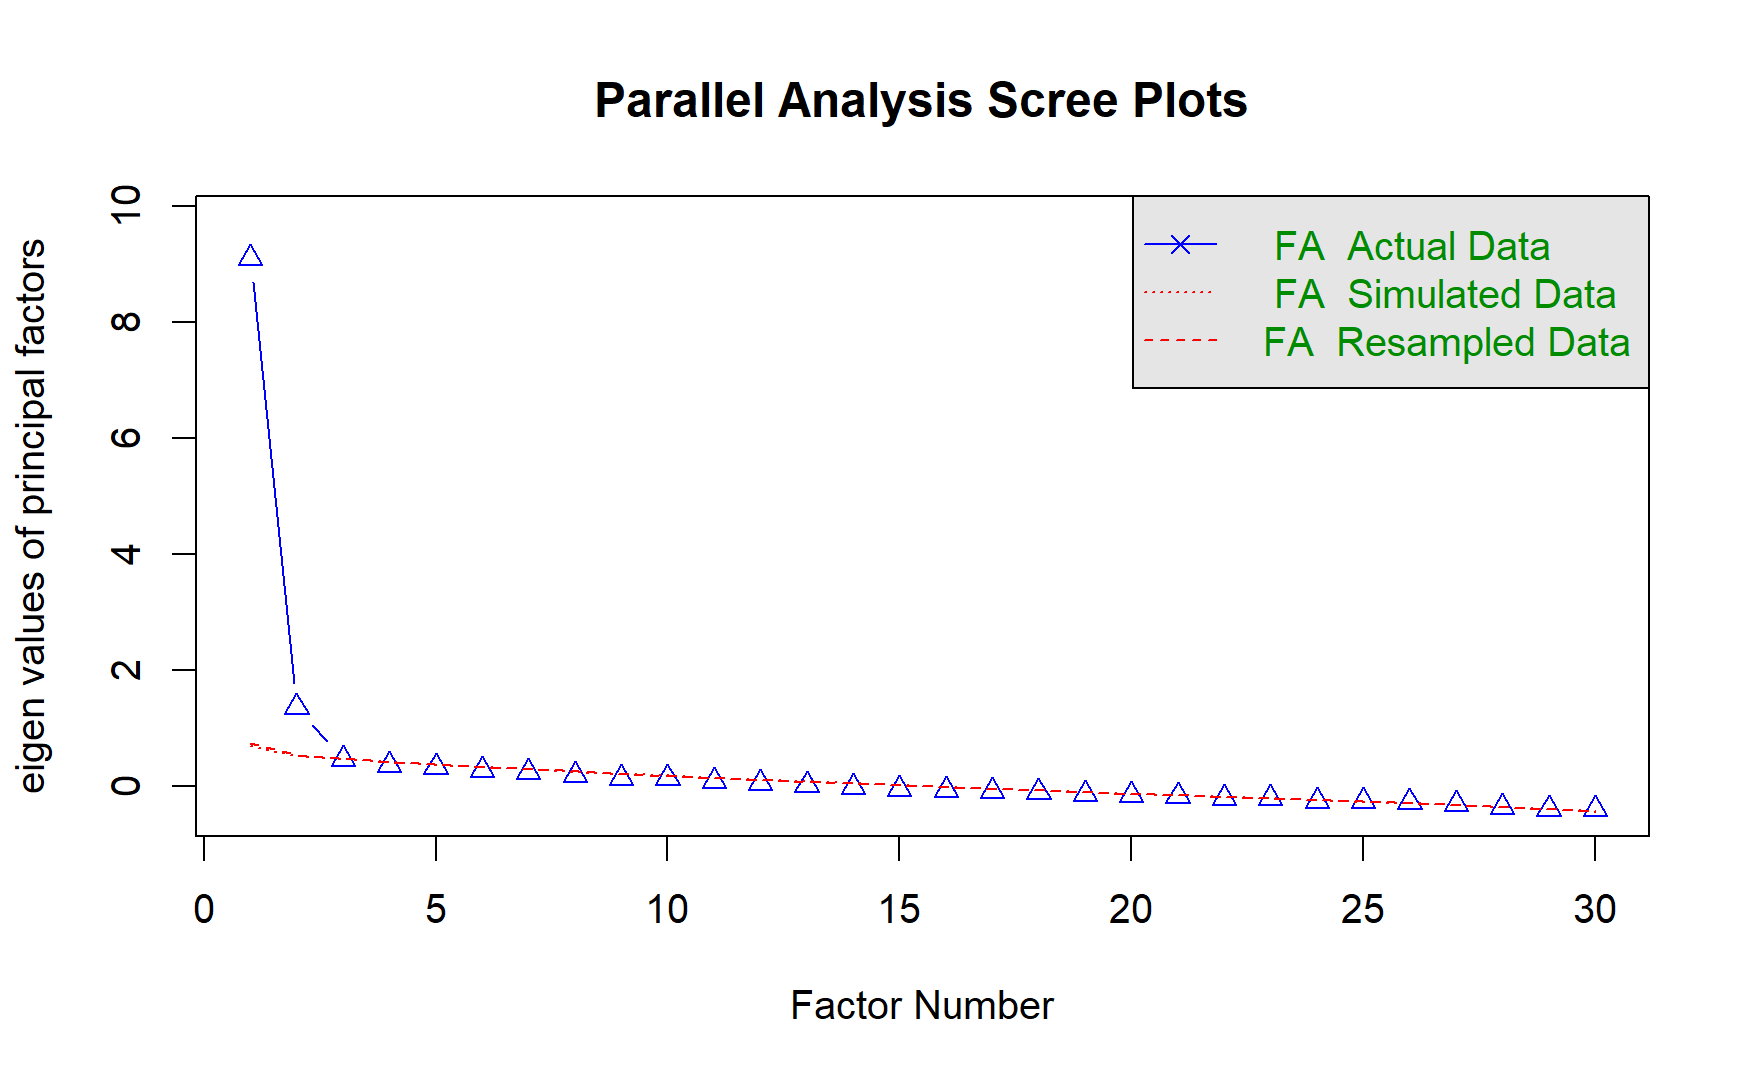 Parallel Analysis Scree Plots
eigen values of principal factors
10
8
6
4
2
0
FA Actual Data
FA Simulated Data
FA Resampled Data
0 5 10 15 20 25 30
Factor Number